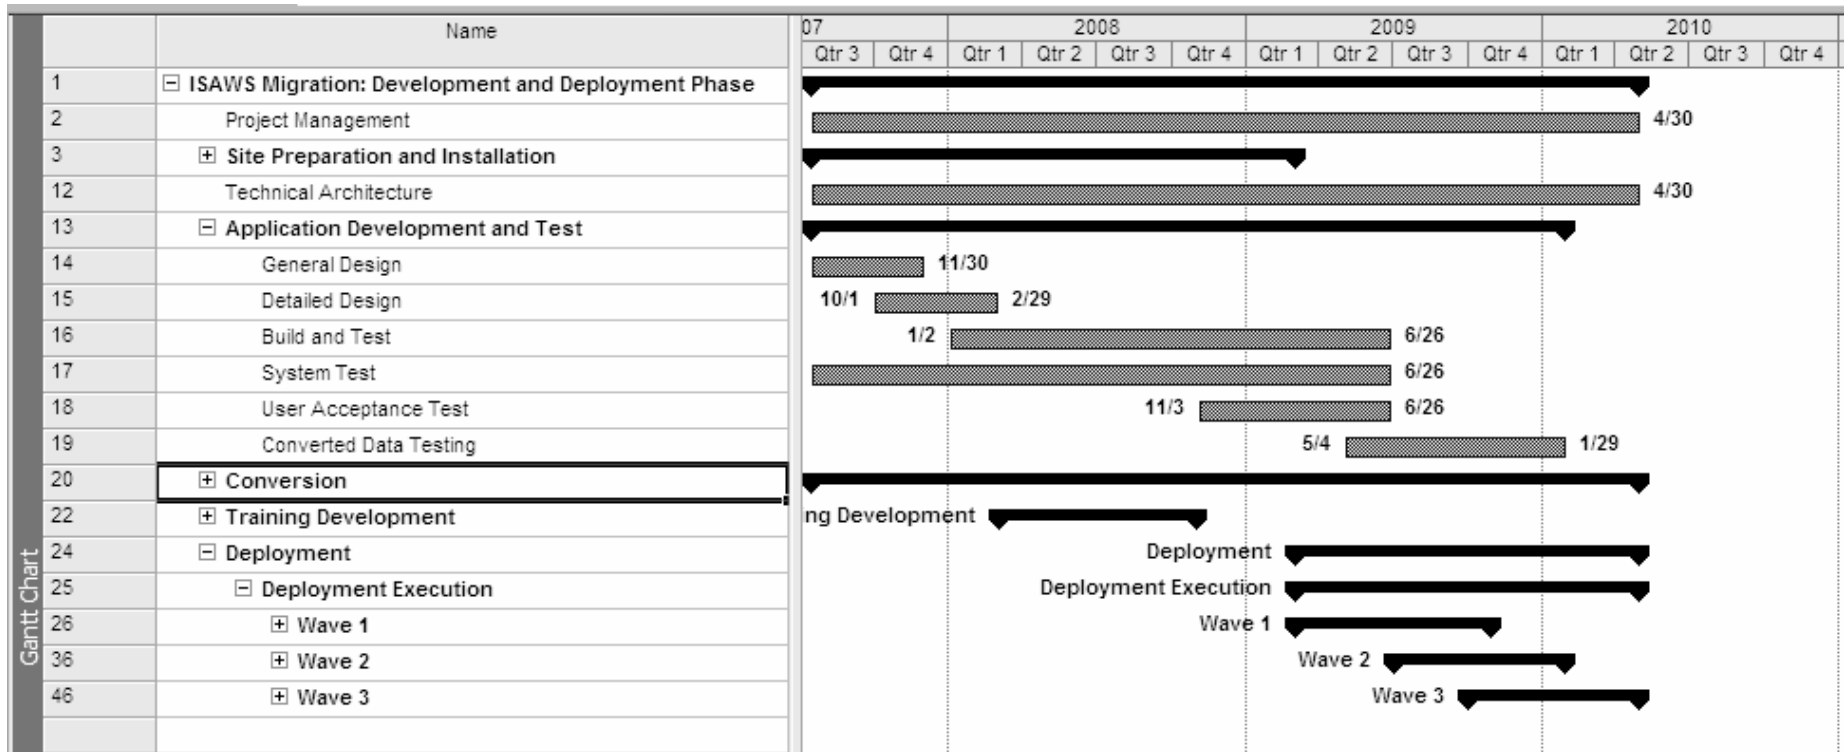 Name 07 2008 2009 2010
Qtr 3 Qtr 4 Qtr 1 Qtr 2 Qtr 3 Qtr 4 Qtr 1 Qtr 2 Qtr 3 Qtr 4 Qtr 1 Qtr 2 Qtr 3 Qtr 4
1 ISAWS Migration: Development and Deployment Phase
2 Project Management 4/30
3 Site Preparation and Installation
12 Technical Architecture 4/30
13 Application Development and Test
14 General Design 11/30
15 Detailed Design 10/1 2/29
16 Build and Test 1/2 6/26
17 System Test 6/26
18 User Acceptance Test 11/3 6/26
19 Converted Data Testing 5/4 1/29
20 Conversion
22 Training Development ng Development
24 Deployment Deployment
25 Deployment Execution Deployment Execution
26 Wave 1 Wave 1
36 Wave 2 Wave 2
46 Wave 3 Wave 3
Gantt Chart